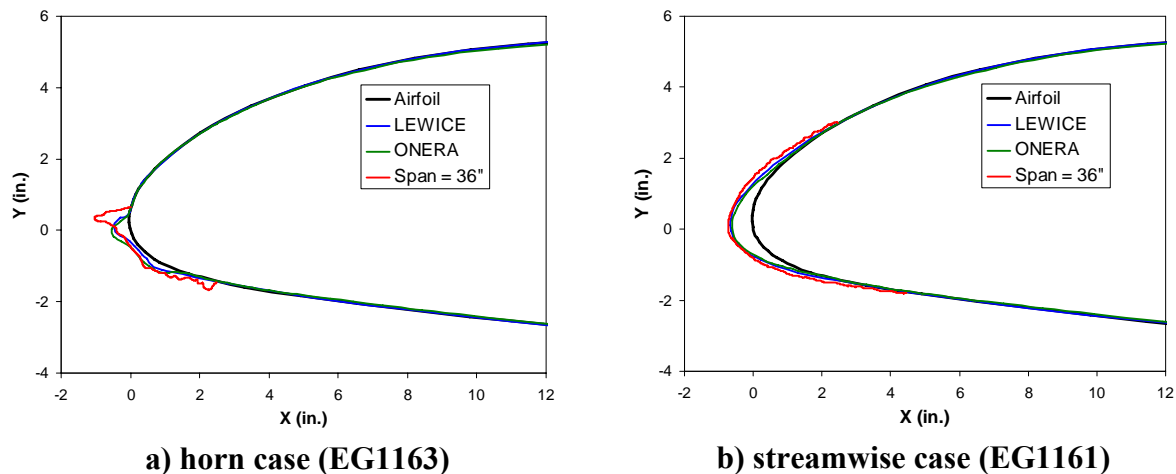 6
4
2
0
-2
-4
Y (in.)
-2 0 2 4 6 8 10 12
X (in.)
Airfoil
LEWICE
ONERA
Span = 36"
a) horn case (EG1163)
6
4
2
0
-2
-4
Y (in.)
-2 0 2 4 6 8 10 12
X (in.)
Airfoil
LEWICE
ONERA
Span = 36"
b) streamwise case (EG1161)